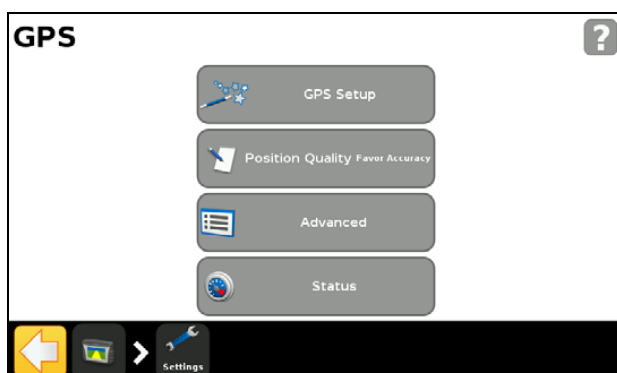 GPS
?
GPS Setup
Position Quality Favor Accuracy
Advanced
Status
Settings